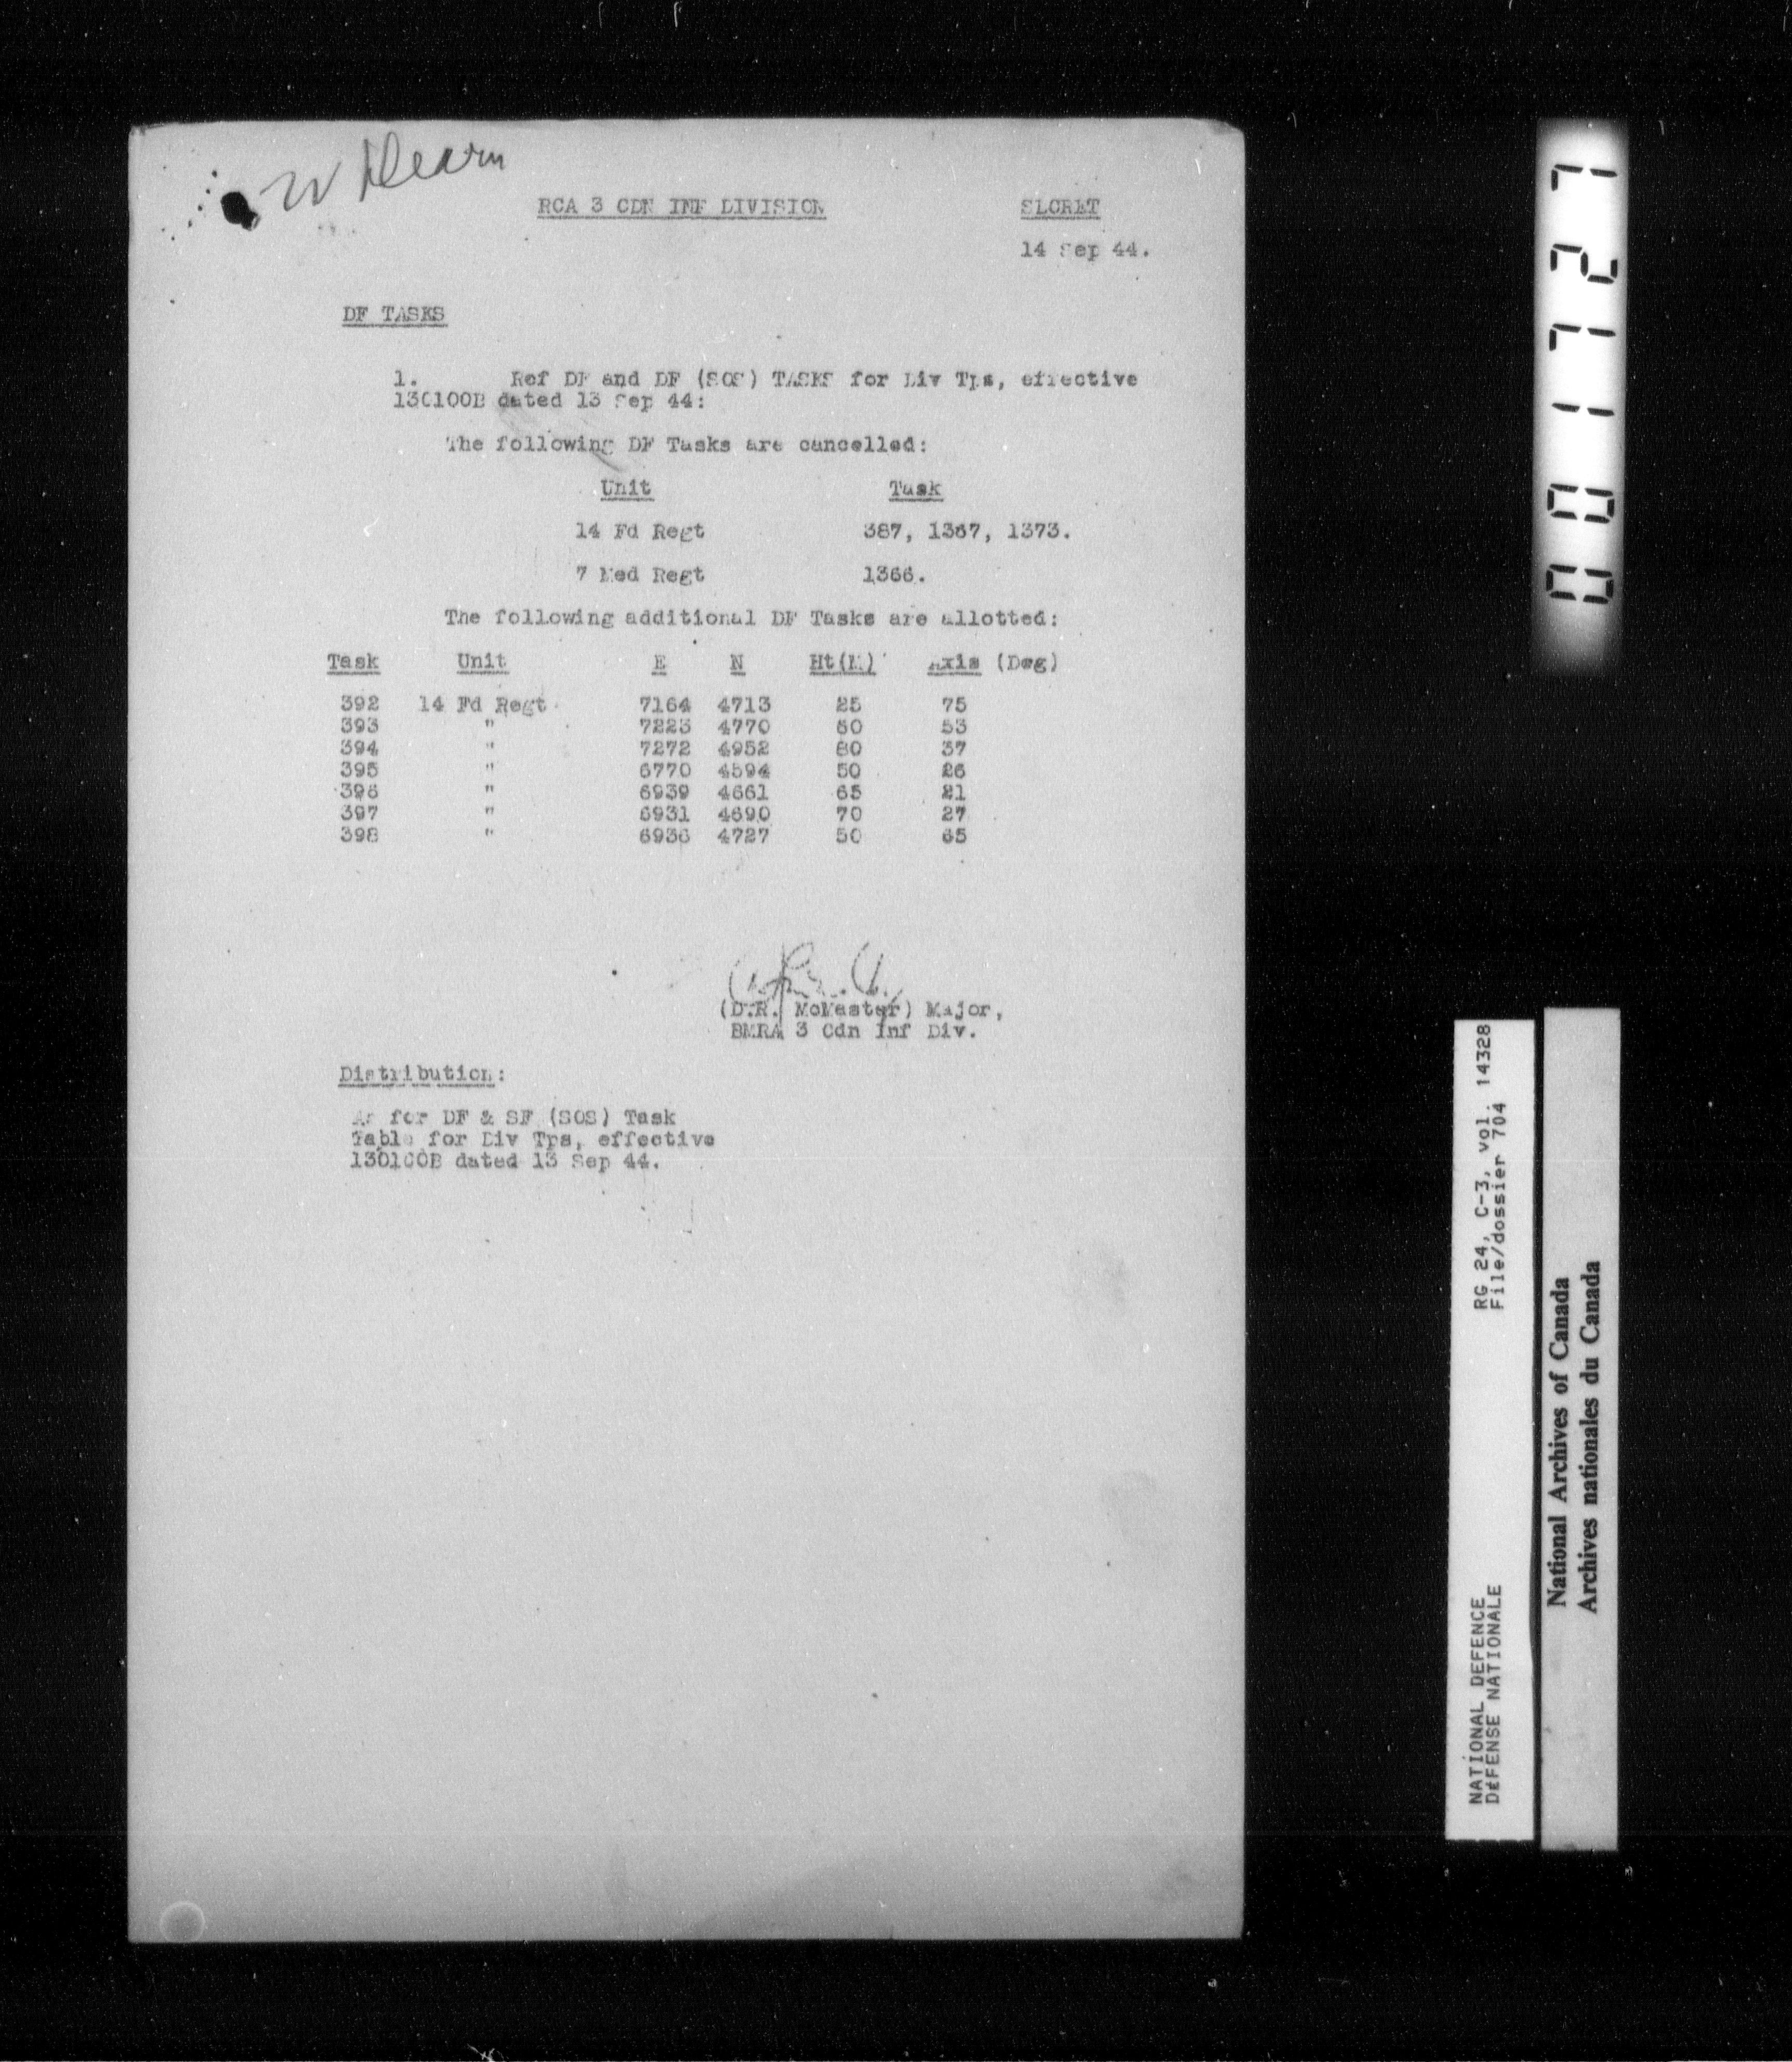 RCA 3 CDN INF DIVISION SECRET
14 Sep 44.
DF TASKS
1. Ref DF and DF (SOS) TASKS for Div Tps, effective
130100B dated 13 Sep 44:
The following DF Tasks are cancelled:
Unit Task
14 Fd Regt 387, 1367, 1373.
7 Med Regt 1366.
The following additional DF Tasks are allotted:
Task Unit E N Ht(M) Axis (Deg)
392 14 Fd Regt 7164 4713 25 75
393 " 7223 4770 60 53
394 " 7272 4952 80 37
395 " 6770 4594 50 26
396 " 6939 4661 65 21
397 " 6931 4690 70 27
398 " 6936 4727 50 65
(D.R. McMaster) Major,
BMRA 3 Cdn Inf Div.
Distribution:
As for DF & SF (SOS) Task
Table for Div Tps, effective
130100B dated 13 Sep 44.
001727
RG 24, C-3, vol. 14328
File/dossier 704
NATIONAL DEFENCE
DÉFENSE NATIONALE
National Archives of Canada
Archives nationales du Canada